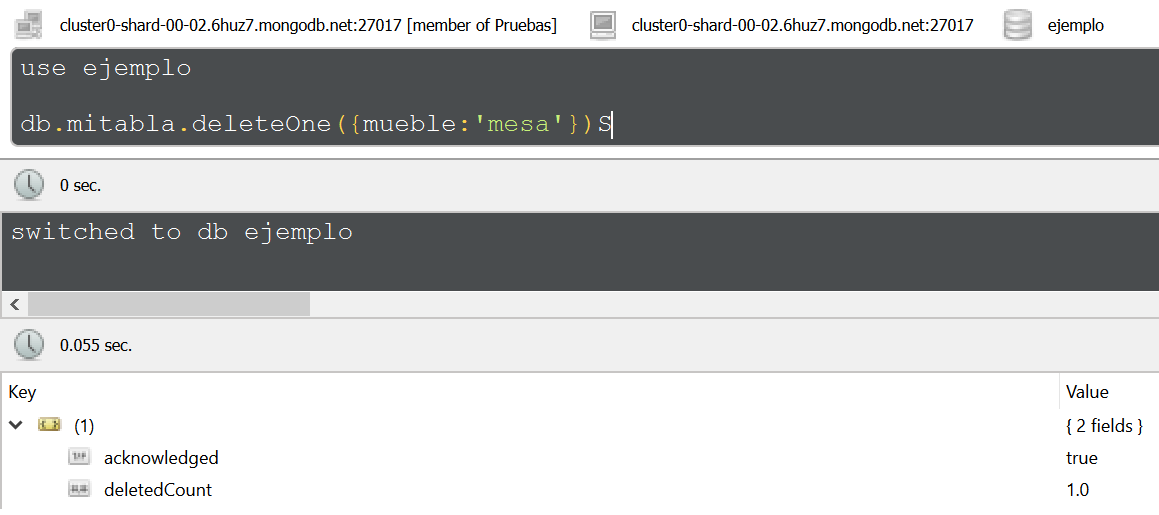 cluster0-shard-00-02.6huz7.mongodb.net:27017 [member of Pruebas] cluster0-shard-00-02.6huz7.mongodb.net:27017 ejemplo
use ejemplo
db.mitabla.deleteOne({mueble:'mesa'})S
0 sec.
switched to db ejemplo
0.055 sec.
Key Value
(1) { 2 fields }
acknowledged true
deletedCount 1.0